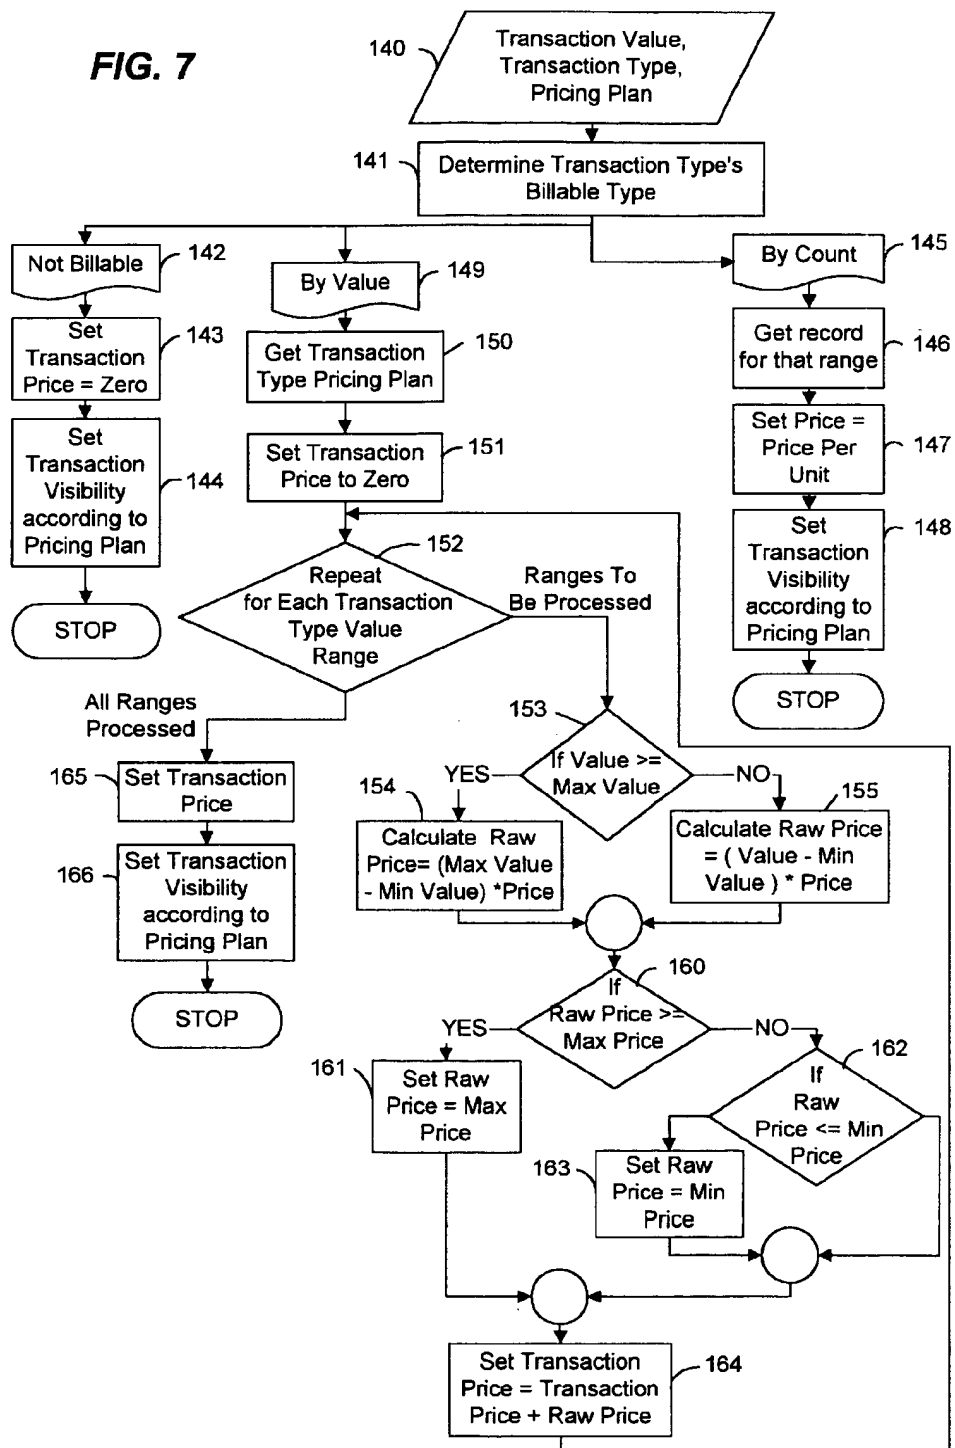 FIG. 7
140
Transaction Value,
Transaction Type,
Pricing Plan
141
Determine Transaction Type's
Billable Type
Not Billable
142
Set
Transaction
Price = Zero
143
Set
Transaction
Visibility
according to
Pricing Plan
144
STOP
By Value
149
Get Transaction
Type Pricing Plan
150
Set Transaction
Price to Zero
151
By Count
145
Get record
for that range
146
Set Price =
Price Per
Unit
147
Set
Transaction
Visibility
according to
Pricing Plan
148
STOP
152
Repeat
for Each Transaction
Type Value
Range
Ranges To
Be Processed
All Ranges
Processed
165
Set Transaction
Price
166
Set Transaction
Visibility
according to
Pricing Plan
STOP
153
If Value >=
Max Value
YES
NO
154
Calculate Raw
Price= (Max Value
- Min Value) *Price
155
Calculate Raw Price
= ( Value - Min
Value ) * Price
160
If
Raw Price >=
Max Price
YES
NO
161
Set Raw
Price = Max
Price
162
If
Raw
Price <= Min
Price
163
Set Raw
Price = Min
Price
Set Transaction
Price = Transaction
Price + Raw Price
164